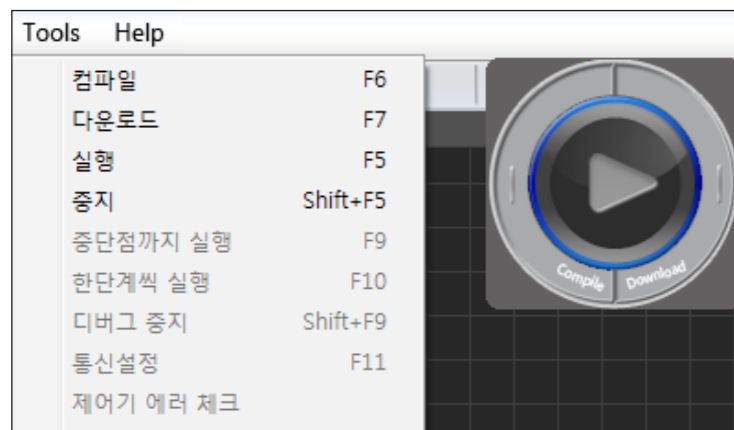 Tools Help
컴파일 F6
다운로드 F7
실행 F5
중지 Shift+F5
중단점까지 실행 F9
한단계씩 실행 F10
디버그 중지 Shift+F9
통신설정 F11
제어기 에러 체크
Compile Download